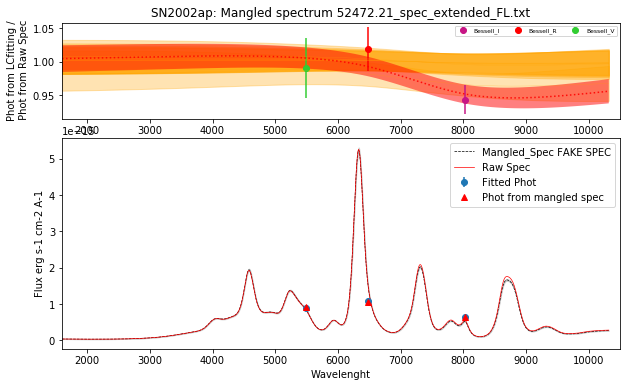 SN2002ap: Mangled spectrum 52472.21_spec_extended_FL.txt
Phot from LCfitting /
Phot from Raw Spec
1.05
1.00
0.95
Bessell_I
Bessell_R
Bessell_V
2000 3000 4000 5000 6000 7000 8000 9000 10000
1e−15
Flux erg s-1 cm-2 A-1
5
4
3
2
1
0
Mangled_Spec FAKE SPEC
Raw Spec
Fitted Phot
Phot from mangled spec
2000 3000 4000 5000 6000 7000 8000 9000 10000
Wavelenght